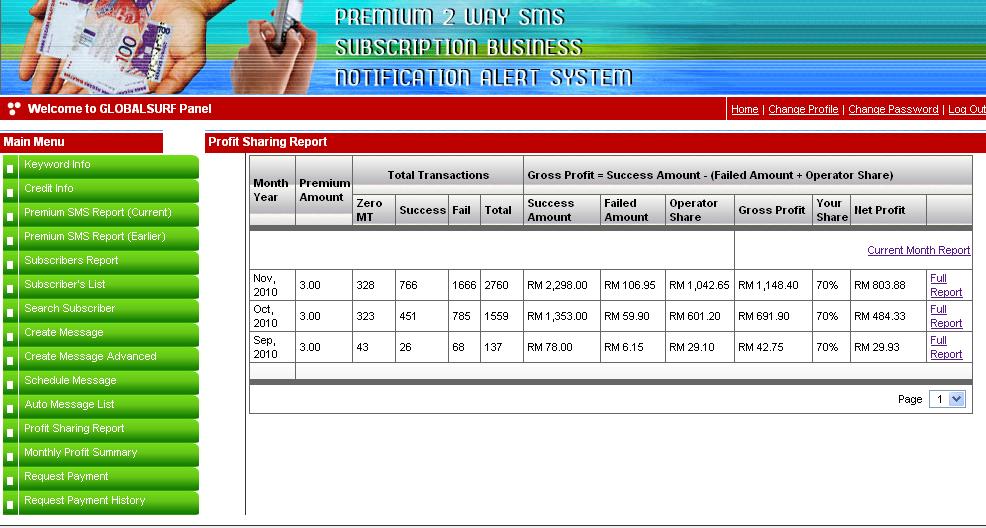 PREMIUM 2 WAY SMS
SUBSCRIPTION BUSINESS
NOTIFICATION ALERT SYSTEM
100
Welcome to GLOBALSURF Panel
Home | Change Profile | Change Password | Log Out
Main Menu
Keyword Info
Credit Info
Premium SMS Report (Current)
Premium SMS Report (Earlier)
Subscribers Report
Subscriber's List
Search Subscriber
Create Message
Create Message Advanced
Schedule Message
Auto Message List
Profit Sharing Report
Monthly Profit Summary
Request Payment
Request Payment History
Profit Sharing Report
Month Year Premium Amount Total Transactions Gross Profit = Success Amount - (Failed Amount + Operator Share)
Zero MT Success Fail Total Success Amount Failed Amount Operator Share Gross Profit Your Share Net Profit
Current Month Report
Nov, 2010 3.00 328 766 1666 2760 RM 2,298.00 RM 106.95 RM 1,042.65 RM 1,148.40 70% RM 803.88 Full Report
Oct, 2010 3.00 323 451 785 1559 RM 1,353.00 RM 59.90 RM 601.20 RM 691.90 70% RM 484.33 Full Report
Sep, 2010 3.00 43 26 68 137 RM 78.00 RM 6.15 RM 29.10 RM 42.75 70% RM 29.93 Full Report
Page 1